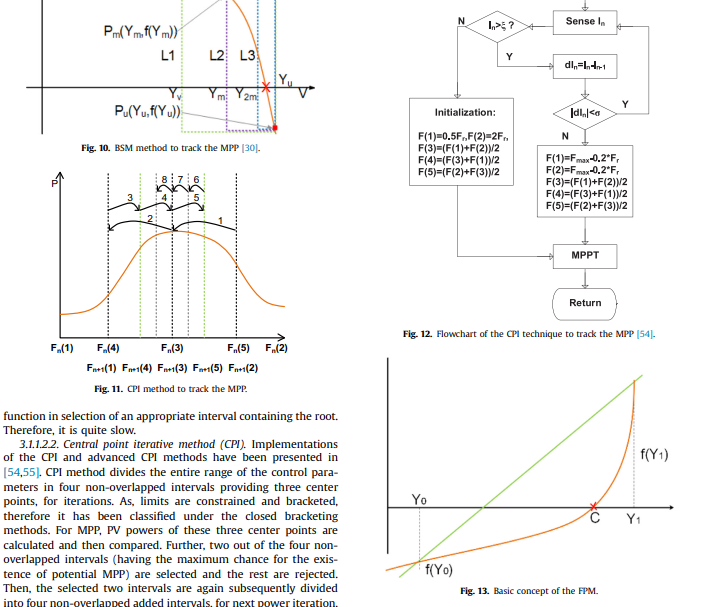 Pm(Ym,f(Ym))
L1 L2 L3
Yu
Yv Ym Y2m V
Pu(Yu,f(Yu))
Fig. 10. BSM method to track the MPP [30].
P
8 7 6
3 4 5
2 1
Fn(1) Fn(4) Fn(3) Fn(5) Fn(2)
Fn+1(1) Fn+1(4) Fn+1(3) Fn+1(5) Fn+1(2)
Fig. 11. CPI method to track the MPP.
function in selection of an appropriate interval containing the root.
Therefore, it is quite slow.
3.1.1.2.2. Central point iterative method (CPI). Implementations
of the CPI and advanced CPI methods have been presented in
[54,55]. CPI method divides the entire range of the control para-
meters in four non-overlapped intervals providing three center
points, for iterations. As, limits are constrained and bracketed,
therefore it has been classified under the closed bracketing
methods. For MPP, PV powers of these three center points are
calculated and then compared. Further, two out of the four non-
overlapped intervals (having the maximum chance for the exis-
tence of potential MPP) are selected and the rest are rejected.
Then, the selected two intervals are again subsequently divided
into four non-overlapped added intervals, for next power iteration.
N
In>ξ ?
Sense In
Y
dIn=In-In-1
|dIn|<σ
Y
N
Initialization:
F(1)=0.5Fr,F(2)=2Fr,
F(3)=(F(1)+F(2))/2
F(4)=(F(3)+F(1))/2
F(5)=(F(2)+F(3))/2
F(1)=Fmax-0.2*Fr
F(2)=Fmax-0.2*Fr
F(3)=(F(1)+F(2))/2
F(4)=(F(3)+F(1))/2
F(5)=(F(2)+F(3))/2
MPPT
Return
Fig. 12. Flowchart of the CPI technique to track the MPP [54].
f(Y1)
Y0
C Y1
f(Y0)
Fig. 13. Basic concept of the FPM.